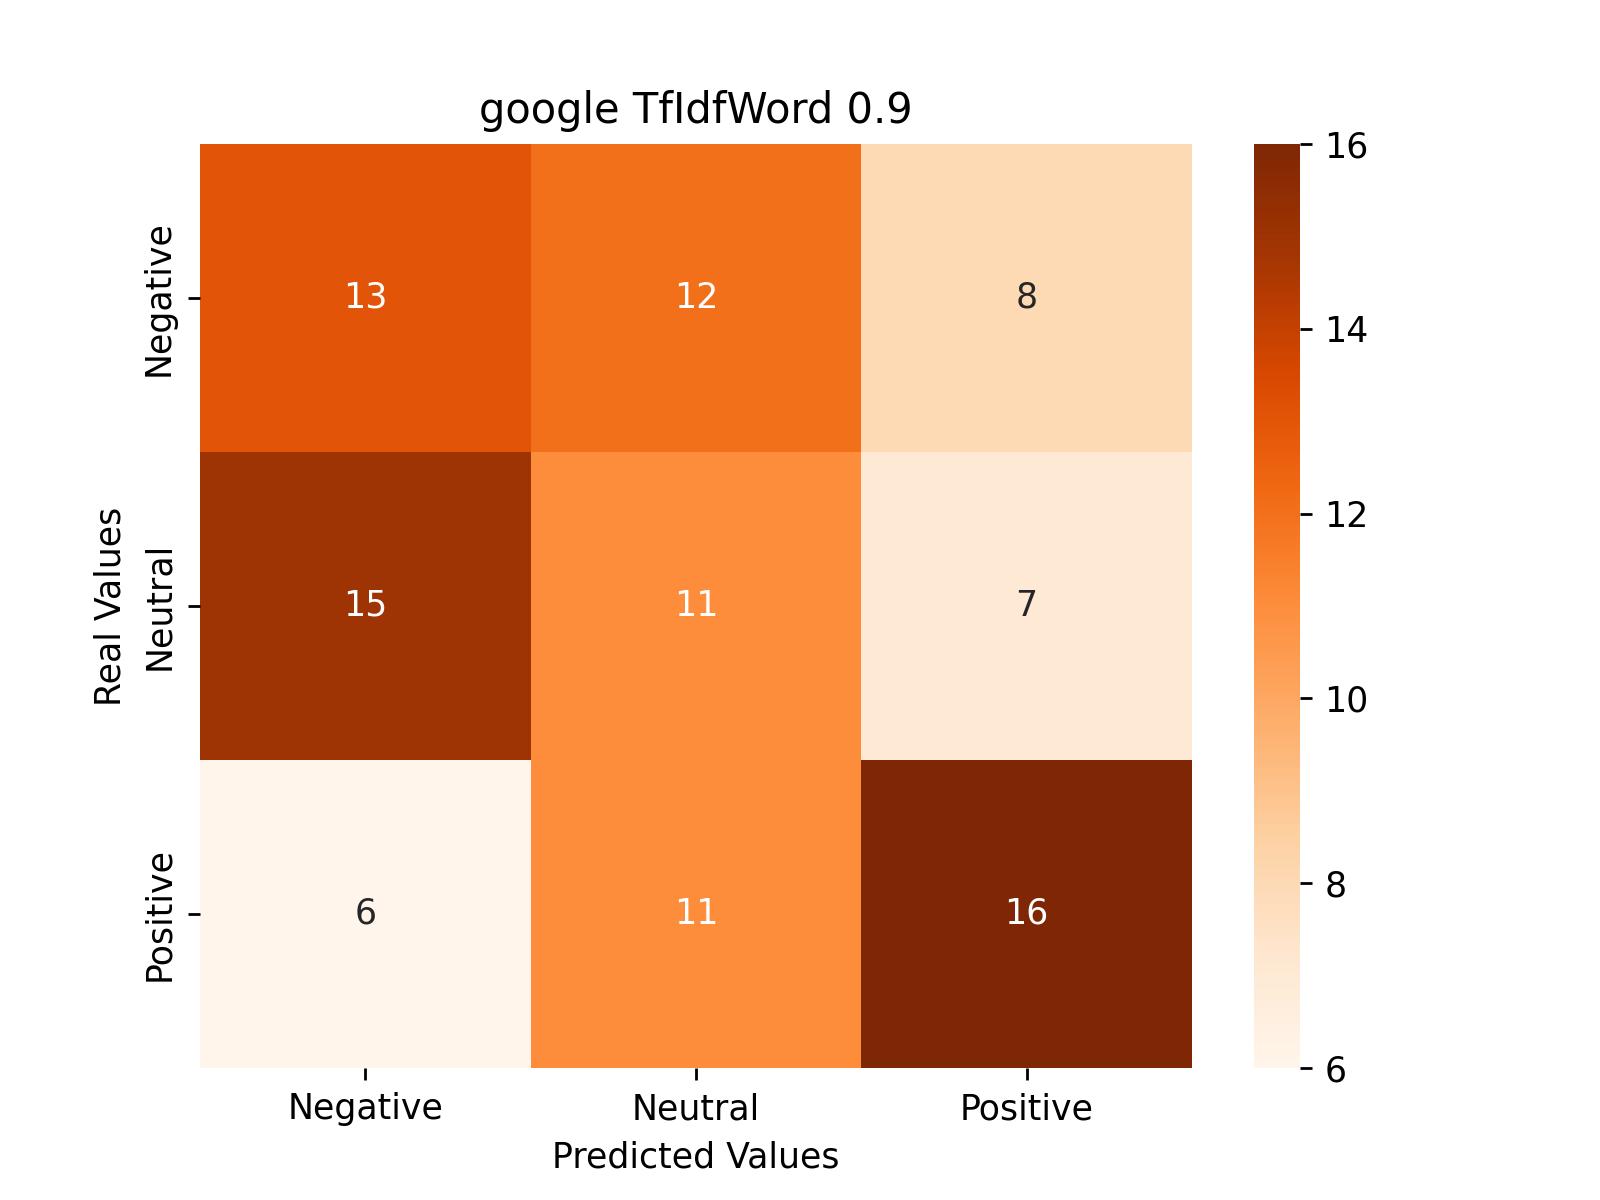 google TfIdfWord 0.9
Real Values
Negative
13 12 8
Neutral
15 11 7
Positive
6 11 16
Negative Neutral Positive
Predicted Values
16
14
12
10
8
6